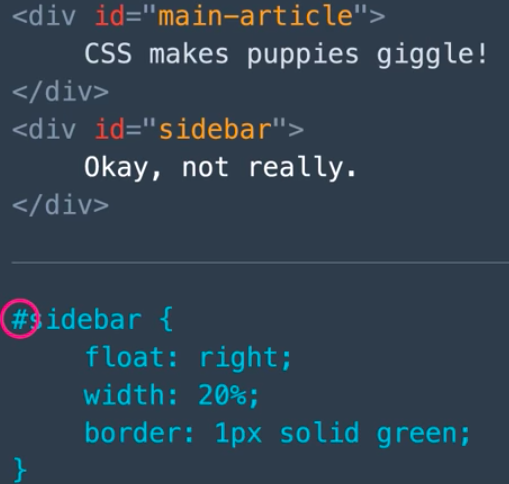 <div id="main-article">
CSS makes puppies giggle!
</div>
<div id="sidebar">
Okay, not really.
</div>
#sidebar {
float: right;
width: 20%;
border: 1px solid green;
}